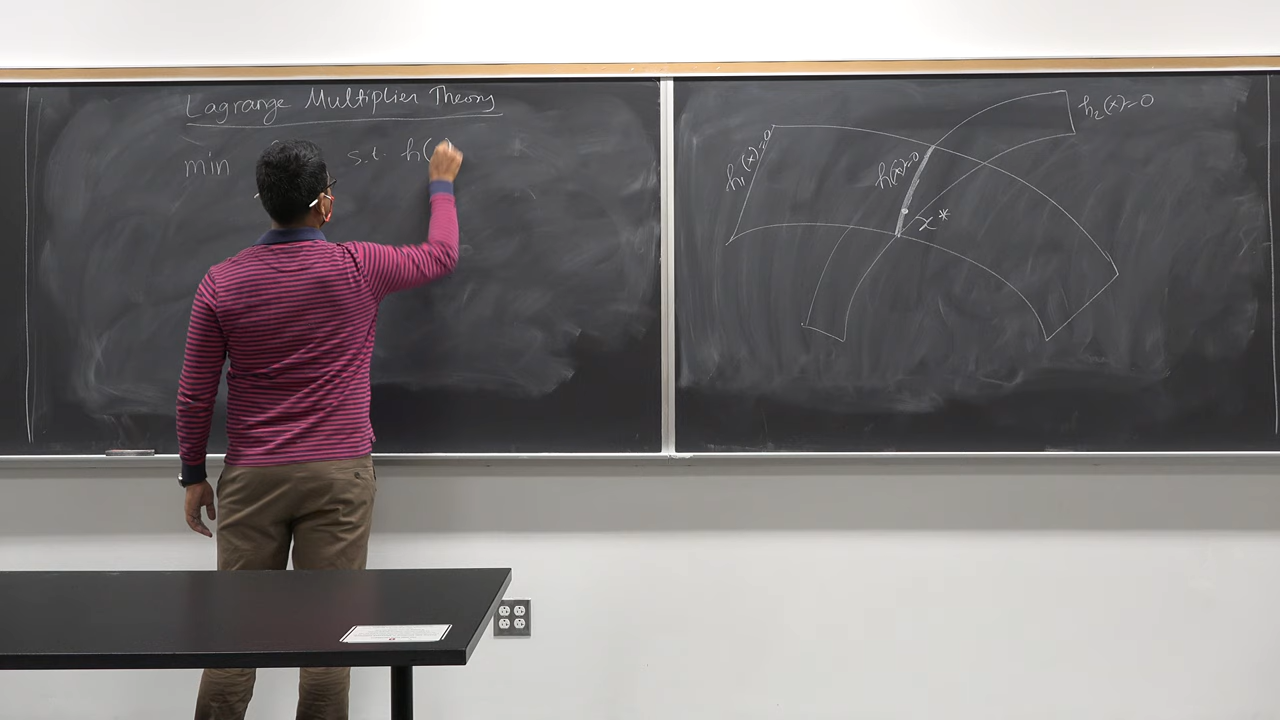 Lagrange Multiplier Theory
min s.t. h(
h₁(x)=0
h(x)=0
x*
h₂(x)=0